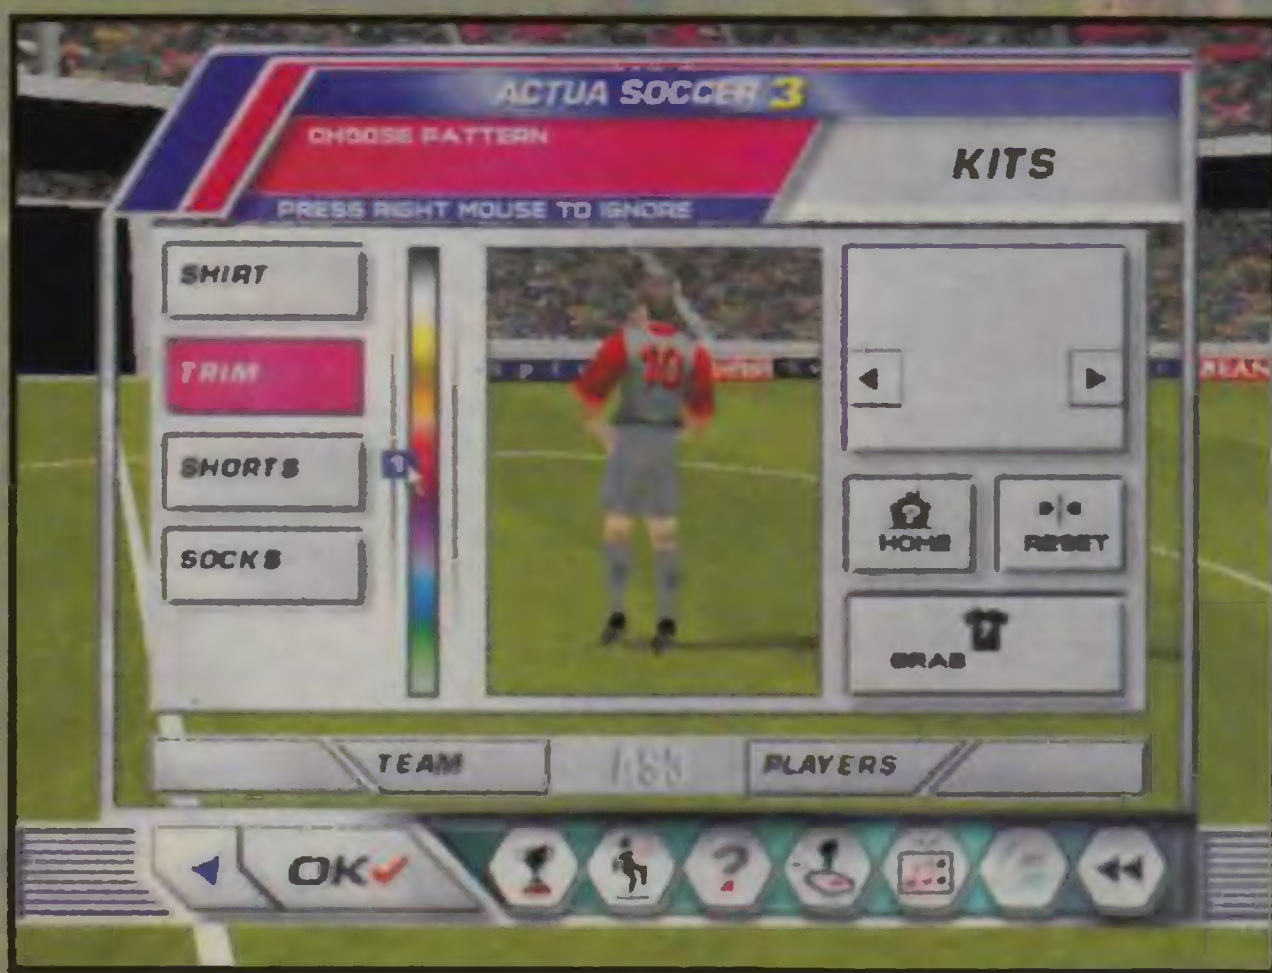 ACTUA SOCCER 3
CHOOSE PATTERN
KITS
PRESS RIGHT MOUSE TO IGNORE
SHIRT
TRIM
SHORTS
SOCKS
1
10
HOME
RESET
GRAB
TEAM
PLAYERS
OK
?